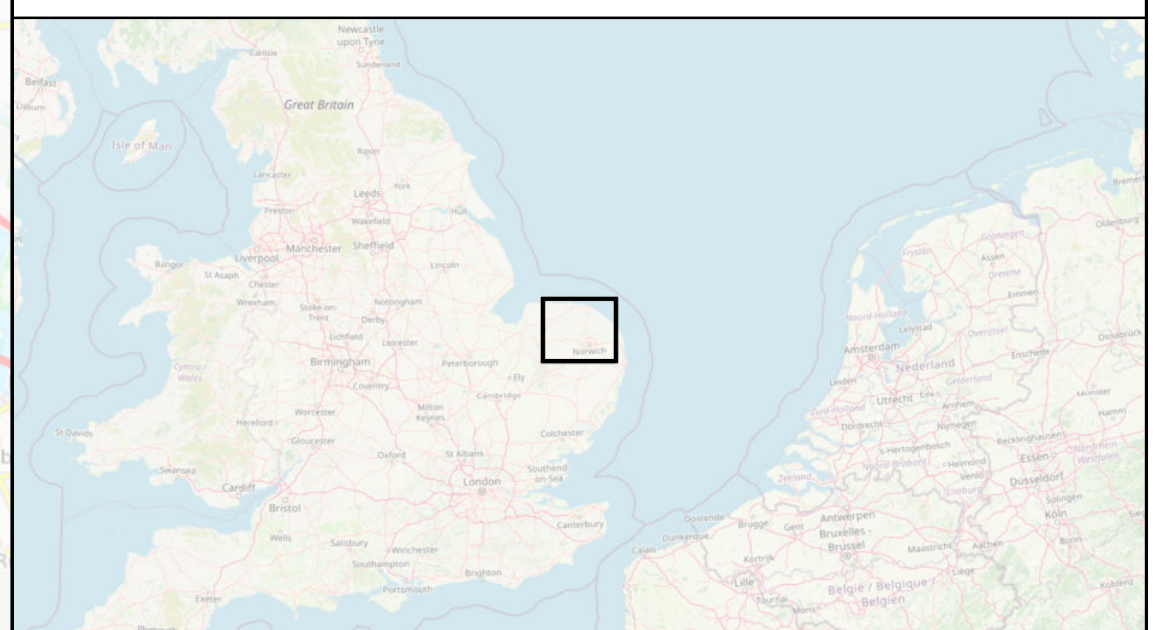 Newcastle
upon Tyne
Carlisle
Sunderland
Belfast
Lisburn
Great Britain
Isle of Man
Ripon
Lancaster
York
Leeds
Preston
Wakefield
Hull
Manchester
Sheffield
Liverpool
Bangor
St Asaph
Chester
Lincoln
Wrexham
Stoke-on-
Trent
Nottingham
Derby
Lichfield
Leicester
Norwich
Birmingham
Peterborough
Ely
Cymru /
Wales
Coventry
Cambridge
Worcester
Milton
Keynes
Hereford
St Davids
Gloucester
Colchester
Oxford
St Albans
Swansea
Cardiff
London
Southend
on-Sea
Bristol
Canterbury
Wells
Salisbury
Winchester
Southampton
Brighton
Portsmouth
Exeter
Bremen
Oldenburg
Groningen
Fryslân
Assen
Drenthe
Emmen
Noord-Holland
Lelystad
Overijssel
Osnabrück
Amsterdam
Enschede
Nederland
Leiden
Gelderland
Utrecht
Ede
Arnhem
Münster
Zuid-Holland
Dordrecht
Nijmegen
Hamm
's-Hertogenbosch
Recklinghausen
Nordrhein
Westfalen
Noord-Brabant
Helmond
Essen
Zeeland
Venlo
Limburg
Düsseldorf
Solingen
Oostende
Brugge
Gent
Antwerpen
Köln
Dunkerque
Bruxelles -
Brussel
Calais
Kortrijk
Maastricht
Aachen
Bonn
Liège
Lille
Tournai
België / Belgique
/ Belgien
Mons
Koblenz